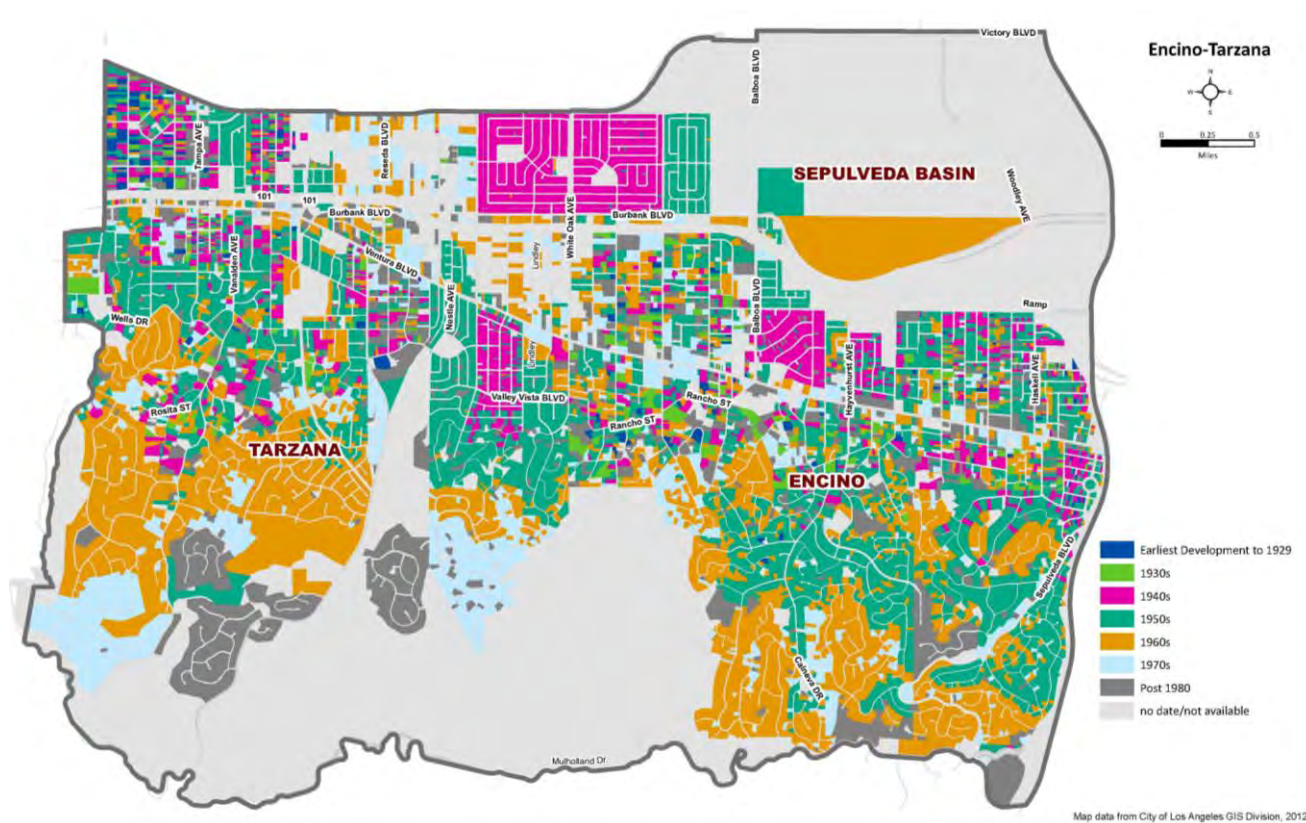 Victory BLVD
Encino-Tarzana
N
W
E
S
0
0.25
0.5
Miles
Balboa BLVD
Tampa AVE
Reseda BLVD
SEPULVEDA BASIN
Woodley AVE
101
101
Burbank BLVD
Burbank BLVD
White Oak AVE
Lindley
Ventura BLVD
Vanalden AVE
Nestle AVE
Balboa BLVD
Ramp
Wells DR
Lindley
Hayvenhurst AVE
Haskell AVE
Valley Vista BLVD
Rancho ST
Rosita ST
Rancho ST
TARZANA
ENCINO
Sepulveda BLVD
Calneva DR
Mulholland Dr
Earliest Development to 1929
1930s
1940s
1950s
1960s
1970s
Post 1980
no date/not available
Map data from City of Los Angeles GIS Division, 2012